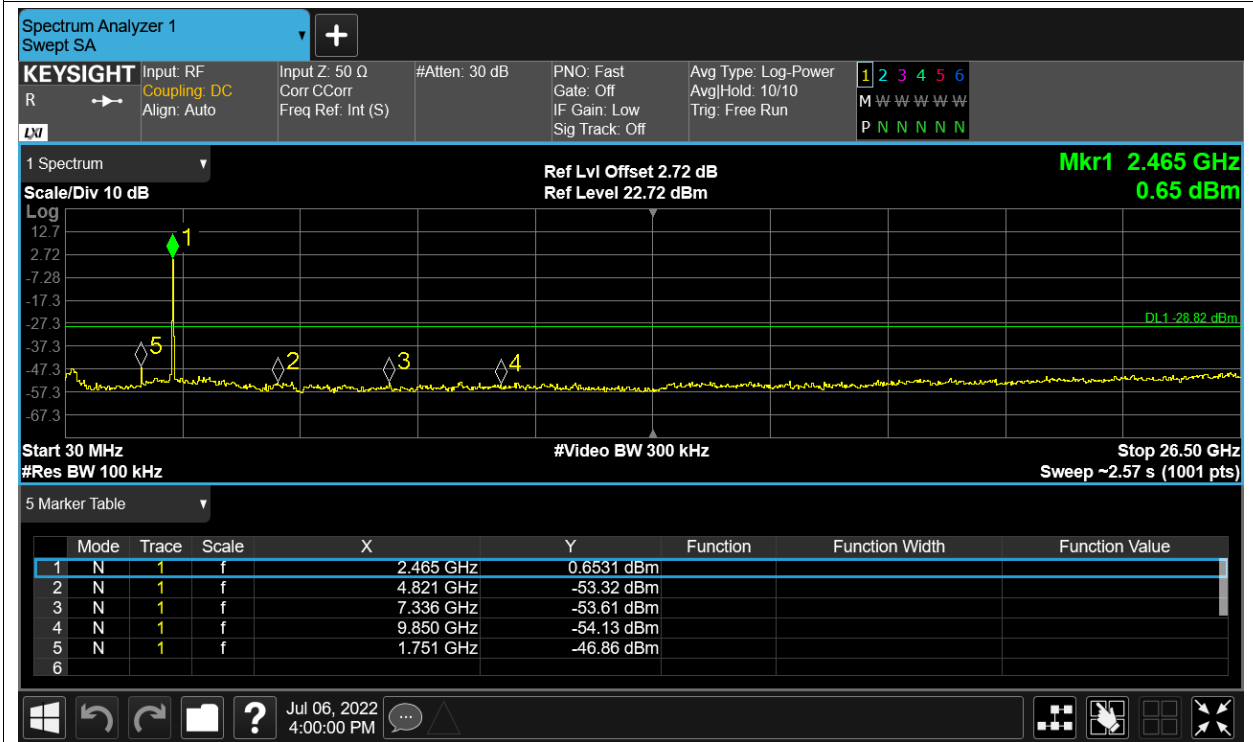 Spectrum Analyzer 1
Swept SA
KEYSIGHT
R
LXI
Input: RF
Coupling: DC
Align: Auto
Input Z: 50 Ω
Corr CCorr
Freq Ref: Int (S)
#Atten: 30 dB
PNO: Fast
Gate: Off
IF Gain: Low
Sig Track: Off
Avg Type: Log-Power
Avg|Hold: 10/10
Trig: Free Run
1 2 3 4 5 6
M W W W W W
P N N N N N
1 Spectrum
Scale/Div 10 dB
Ref Lvl Offset 2.72 dB
Ref Level 22.72 dBm
Mkr1 2.465 GHz
0.65 dBm
Log
12.7
2.72
-7.28
-17.3
-27.3
-37.3
-47.3
-57.3
-67.3
1
5
2
3
4
DL1 -28.82 dBm
Start 30 MHz
#Video BW 300 kHz
Stop 26.50 GHz
#Res BW 100 kHz
Sweep ~2.57 s (1001 pts)
5 Marker Table
Mode Trace Scale X Y Function Function Width Function Value
1 N 1 f 2.465 GHz 0.6531 dBm
2 N 1 f 4.821 GHz -53.32 dBm
3 N 1 f 7.336 GHz -53.61 dBm
4 N 1 f 9.850 GHz -54.13 dBm
5 N 1 f 1.751 GHz -46.86 dBm
6
?
Jul 06, 2022
4:00:00 PM